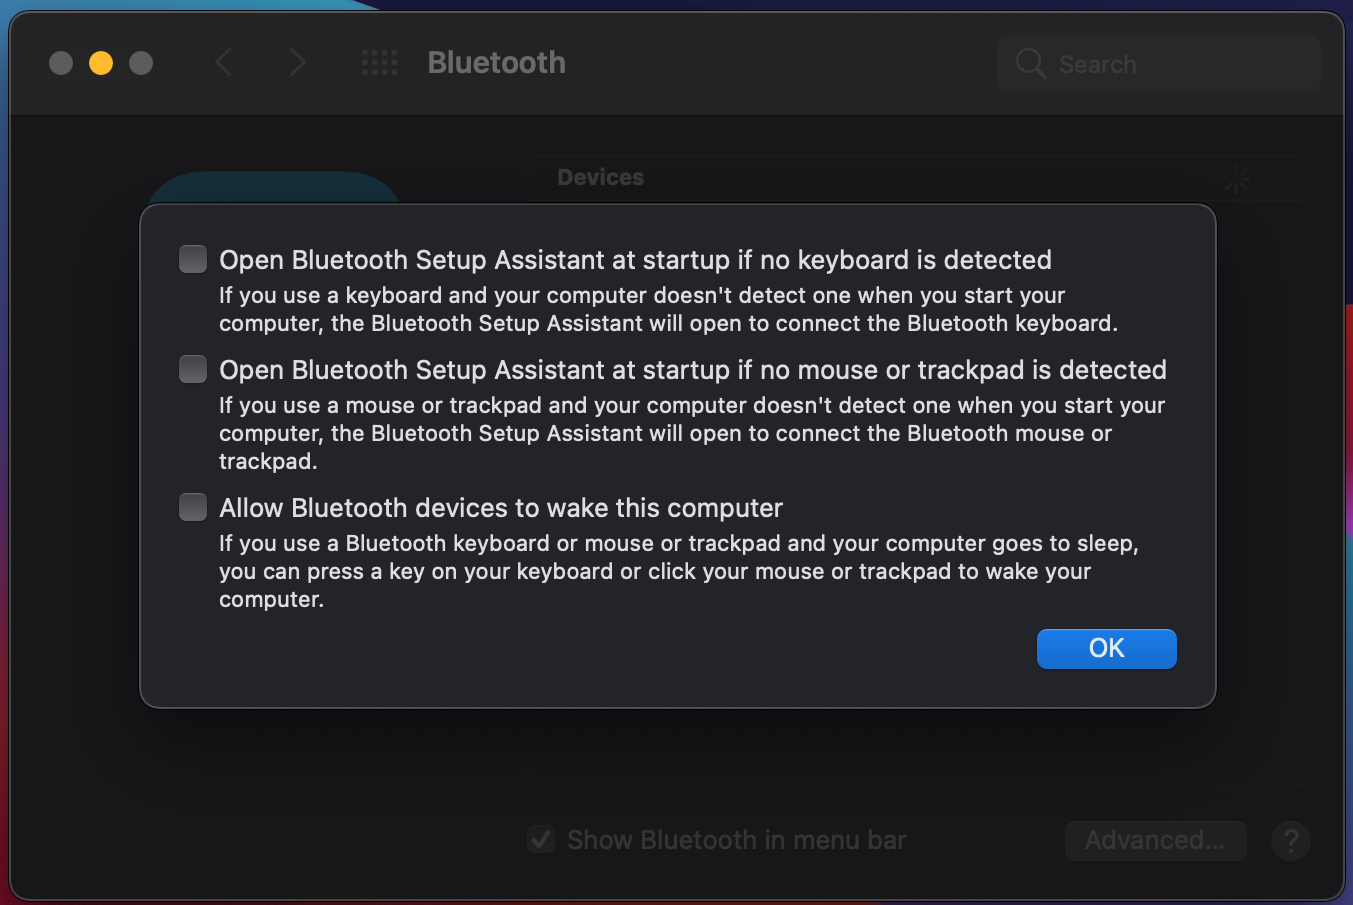 Bluetooth
Search
Devices
Open Bluetooth Setup Assistant at startup if no keyboard is detected
If you use a keyboard and your computer doesn't detect one when you start your
computer, the Bluetooth Setup Assistant will open to connect the Bluetooth keyboard.
Open Bluetooth Setup Assistant at startup if no mouse or trackpad is detected
If you use a mouse or trackpad and your computer doesn't detect one when you start your
computer, the Bluetooth Setup Assistant will open to connect the Bluetooth mouse or
trackpad.
Allow Bluetooth devices to wake this computer
If you use a Bluetooth keyboard or mouse or trackpad and your computer goes to sleep,
you can press a key on your keyboard or click your mouse or trackpad to wake your
computer.
OK
Show Bluetooth in menu bar
Advanced...
?